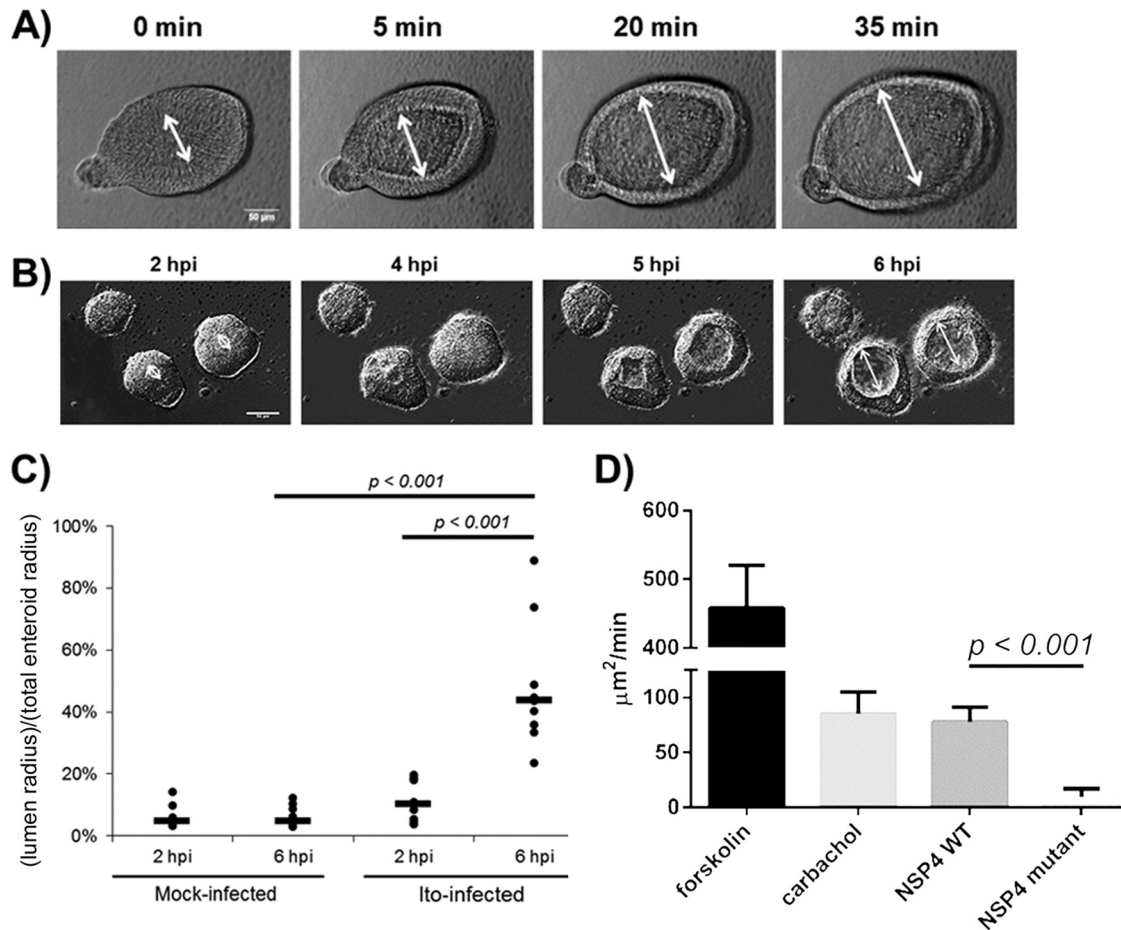 A)
0 min
5 min
20 min
35 min
50 μm
B)
2 hpi
4 hpi
5 hpi
6 hpi
C)
p < 0.001
p < 0.001
(lumen radius)/(total enteroid radius)
100%
80%
60%
40%
20%
0%
2 hpi
6 hpi
2 hpi
6 hpi
Mock-infected
Ito-infected
D)
μm²/min
600
500
400
100
50
0
p < 0.001
forskolin
carbachol
NSP4 WT
NSP4 mutant